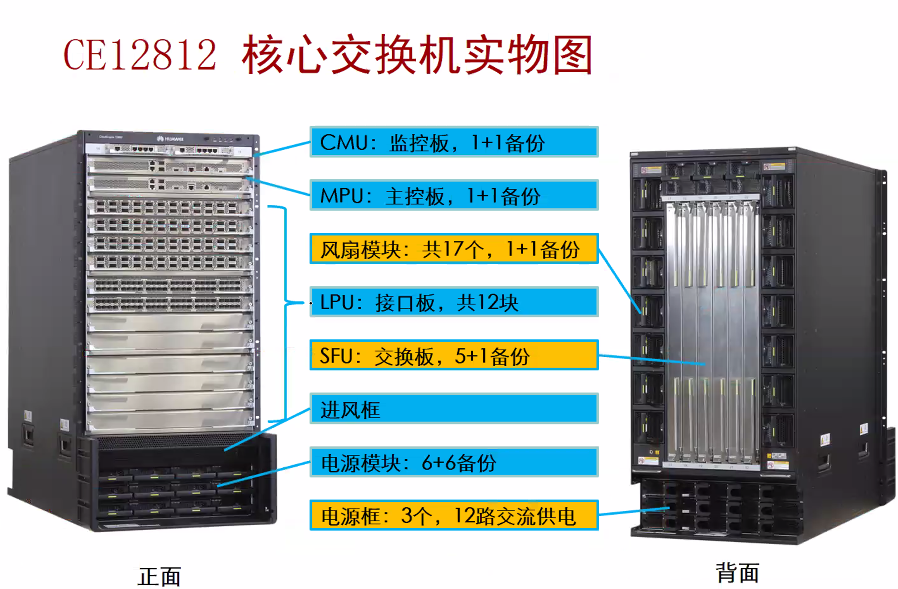 CE12812 核心交换机实物图
HUAWEI
CMU：监控板，1+1备份
MPU：主控板，1+1备份
风扇模块：共17个，1+1备份
LPU：接口板，共12块
SFU：交换板，5+1备份
进风框
电源模块：6+6备份
电源框：3个，12路交流供电
正面
背面